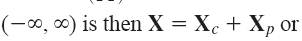 (−∞, ∞) is then X = X_c + X_p or